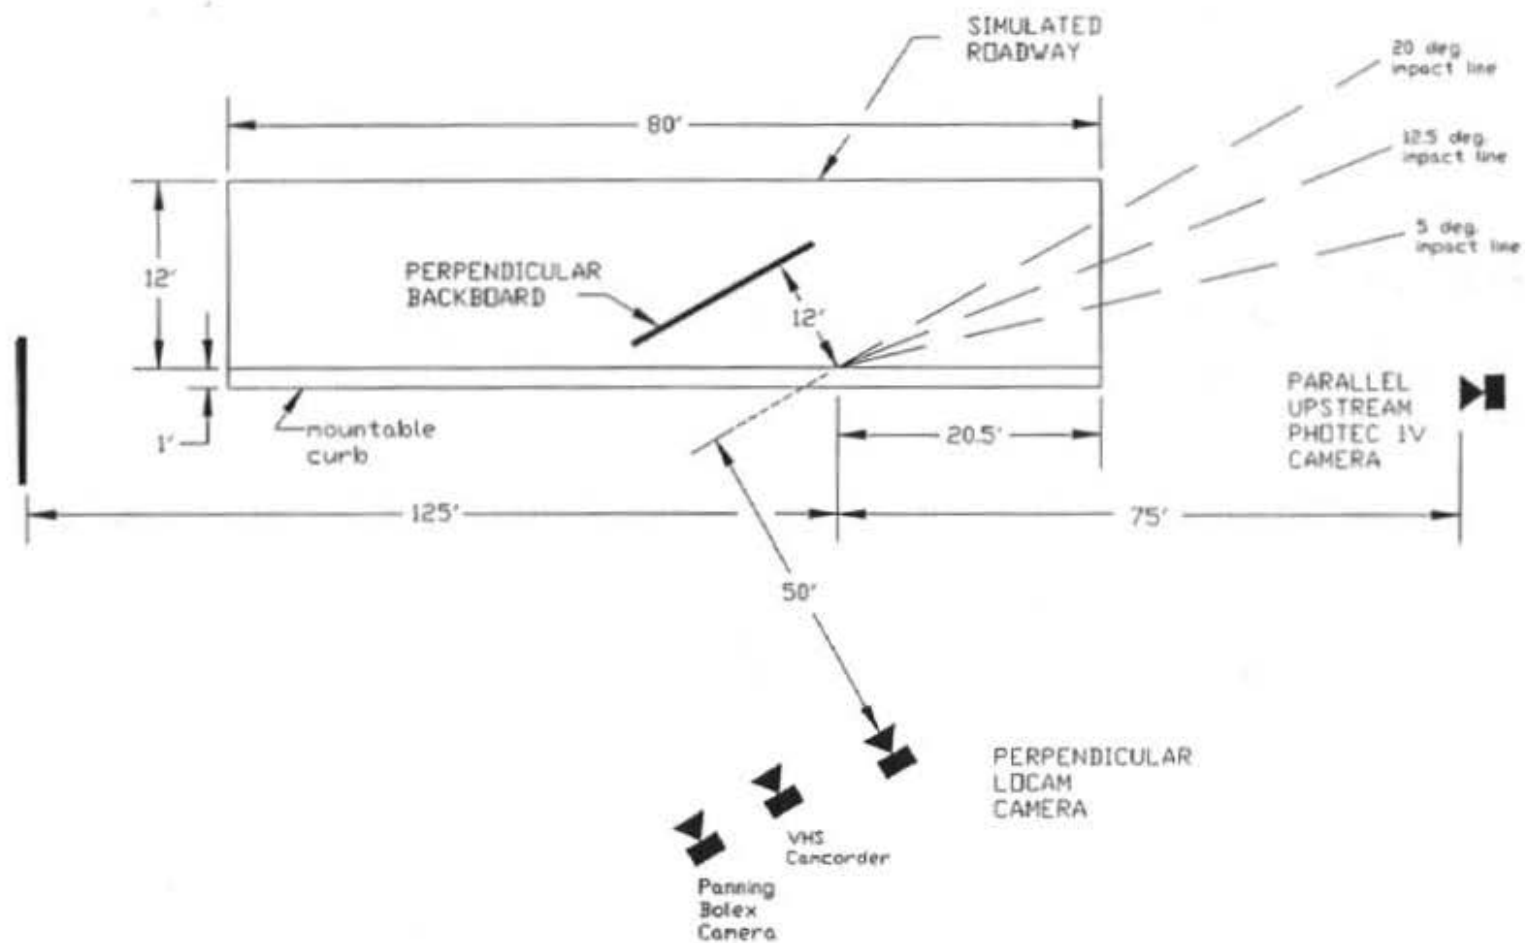 SIMULATED
ROADWAY
20 deg.
impact line
80'
12.5 deg.
impact line
5 deg.
impact line
PERPENDICULAR
BACKBOARD
12'
12'
mountable
curb
1'
20.5'
PARALLEL
UPSTREAM
PHOTEC IV
CAMERA
125'
75'
50'
PERPENDICULAR
LOCAM
CAMERA
VHS
Camcorder
Panning
Bolex
Camera